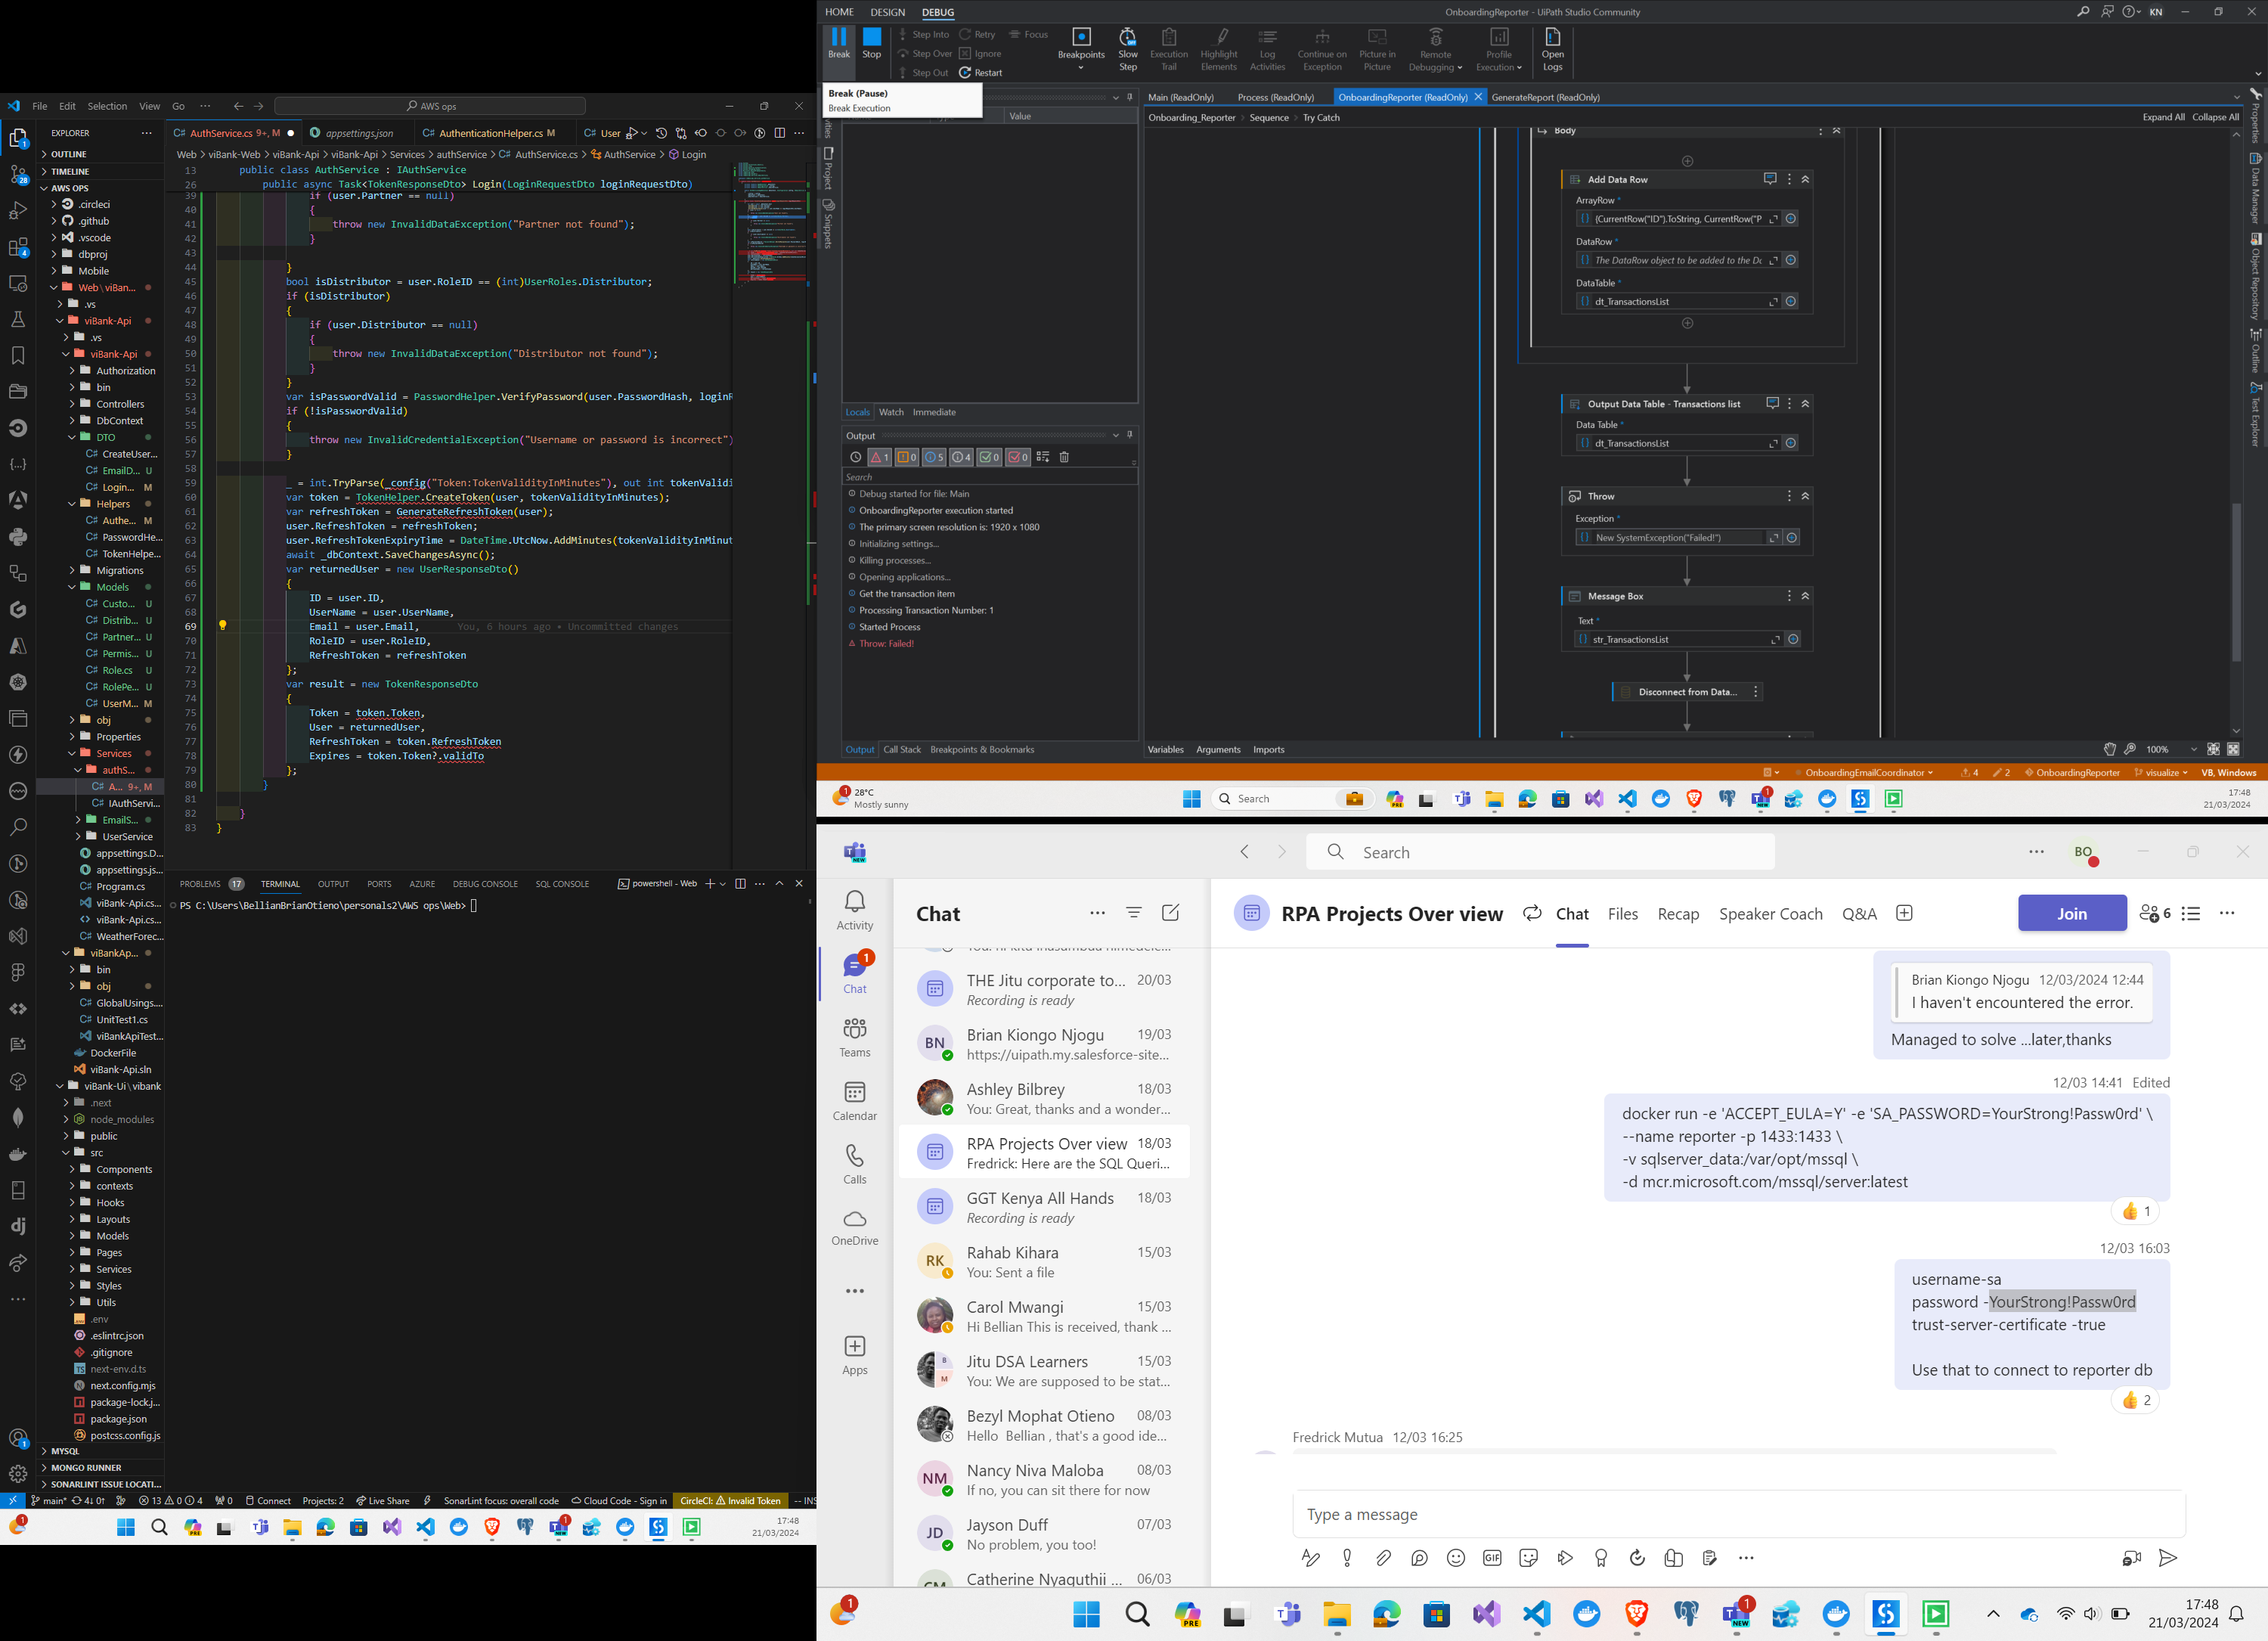 File Edit Selection View Go ··· AWS ops
EXPLORER
OUTLINE
TIMELINE
AWS OPS
.circleci
.github
.vscode
dbproj
Mobile
Web\viBan...
.vs
viBank-Api
.vs
viBank-Api
Authorization
bin
Controllers
DbContext
DTO
CreateUser...
EmailD... U
Login... M
Helpers
Authe... M
PasswordHe...
TokenHelpe...
Migrations
Models
Custo... U
Distrib... U
Partner... U
Permis... U
Role.cs U
RolePe... U
UserM... M
obj
Properties
Services
authS...
A... 9+, M
IAuthServi...
EmailS...
UserService
appsettings.D...
appsettings.js...
Program.cs
viBank-Api.cs...
viBank-Api.cs...
WeatherForec...
viBankAp...
bin
obj
GlobalUsings....
UnitTest1.cs
viBankApiTest...
DockerFile
viBank-Api.sln
viBank-Ui\vibank
.next
node_modules
public
src
Components
contexts
Hooks
Layouts
Models
Pages
Services
Styles
Utils
.env
.eslintrc.json
.gitignore
next-env.d.ts
next.config.mjs
package-lock.j...
package.json
postcss.config.js
MYSQL
MONGO RUNNER
SONARLINT ISSUE LOCATI...
AuthService.cs 9+, M appsettings.json AuthenticationHelper.cs M User
Web > viBank-Web > viBank-Api > viBank-Api > Services > authService > AuthService.cs > AuthService > Login
13 public class AuthService : IAuthService
26 public async Task<TokenResponseDto> Login(LoginRequestDto loginRequestDto)
39 if (user.Partner == null)
40 {
41 throw new InvalidDataException("Partner not found");
42 }
43
44 }
45 bool isDistributor = user.RoleID == (int)UserRoles.Distributor;
46 if (isDistributor)
47 {
48 if (user.Distributor == null)
49 {
50 throw new InvalidDataException("Distributor not found");
51 }
52 }
53 var isPasswordValid = PasswordHelper.VerifyPassword(user.PasswordHash, loginR
54 if (!isPasswordValid)
55 {
56 throw new InvalidCredentialException("Username or password is incorrect")
57 }
58
59 _ = int.TryParse(_config("Token:TokenValidityInMinutes"), out int tokenValidi
60 var token = TokenHelper.CreateToken(user, tokenValidityInMinutes);
61 var refreshToken = GenerateRefreshToken(user);
62 user.RefreshToken = refreshToken;
63 user.RefreshTokenExpiryTime = DateTime.UtcNow.AddMinutes(tokenValidityInMinut
64 await _dbContext.SaveChangesAsync();
65 var returnedUser = new UserResponseDto()
66 {
67 ID = user.ID,
68 UserName = user.UserName,
69 Email = user.Email, You, 6 hours ago • Uncommitted changes
70 RoleID = user.RoleID,
71 RefreshToken = refreshToken
72 };
73 var result = new TokenResponseDto
74 {
75 Token = token.Token,
76 User = returnedUser,
77 RefreshToken = token.RefreshToken
78 Expires = token.Token?.validTo
79 };
80 }
81
82 }
83 }
PROBLEMS 17 TERMINAL OUTPUT PORTS AZURE DEBUG CONSOLE SQL CONSOLE powershell - Web
PS C:\Users\BellianBrianOtieno\personals2\AWS ops\Web>
main* 4↓ 0↑ 13 0 4 0 Connect Projects: 2 Live Share SonarLint focus: overall code Cloud Code - Sign in CircleCI: Invalid Token -- INS
17:48
21/03/2024
HOME DESIGN DEBUG OnboardingReporter - UiPath Studio Community KN
Break
Stop
Step Into Retry Focus
Step Over Ignore
Step Out Restart
Breakpoints
Slow Step
Execution Trail
Highlight Elements
Log Activities
Continue on Exception
Picture in Picture
Remote Debugging
Profile Execution
Open Logs
Break (Pause)
Break Execution
Value
Project
Snippets
Locals Watch Immediate
Output
1 0 5 4 0 0
Search
Debug started for file: Main
OnboardingReporter execution started
The primary screen resolution is: 1920 x 1080
Initializing settings...
Killing processes...
Opening applications...
Get the transaction item
Processing Transaction Number: 1
Started Process
Throw: Failed!
Output Call Stack Breakpoints & Bookmarks
Main (ReadOnly) Process (ReadOnly) OnboardingReporter (ReadOnly) GenerateReport (ReadOnly)
Onboarding_Reporter > Sequence > Try Catch
Expand All Collapse All
Body
Add Data Row
ArrayRow *
{CurrentRow("ID").ToString, CurrentRow("P
DataRow *
The DataRow object to be added to the Da
DataTable *
dt_TransactionsList
Output Data Table - Transactions list
Data Table *
dt_TransactionsList
Throw
Exception *
New SystemException("Failed!")
Message Box
Text *
str_TransactionsList
Disconnect from Data...
Variables Arguments Imports
100%
Properties
Data Manager
Object Repository
Outline
Test Explorer
OnboardingEmailCoordinator 4 2 OnboardingReporter visualize VB, Windows
28°C
Mostly sunny
Search
17:48
21/03/2024
Search
BO
Activity
Chat
Teams
Calendar
Calls
OneDrive
Apps
Chat
THE Jitu corporate to... 20/03
Recording is ready
Brian Kiongo Njogu 19/03
https://uipath.my.salesforce-site...
Ashley Bilbrey 18/03
You: Great, thanks and a wonder...
RPA Projects Over view 18/03
Fredrick: Here are the SQL Queri...
GGT Kenya All Hands 18/03
Recording is ready
RK
Rahab Kihara 15/03
You: Sent a file
Carol Mwangi 15/03
Hi Bellian This is received, thank ...
Jitu DSA Learners 15/03
You: We are supposed to be stat...
Bezyl Mophat Otieno 08/03
Hello Bellian , that's a good ide...
NM
Nancy Niva Maloba 08/03
If no, you can sit there for now
JD
Jayson Duff 07/03
No problem, you too!
Catherine Nyaguthii ... 06/03
RPA Projects Over view Chat Files Recap Speaker Coach Q&A Join 6
Brian Kiongo Njogu 12/03/2024 12:44
I haven't encountered the error.
Managed to solve ...later,thanks
12/03 14:41 Edited
docker run -e 'ACCEPT_EULA=Y' -e 'SA_PASSWORD=YourStrong!Passw0rd' \
--name reporter -p 1433:1433 \
-v sqlserver_data:/var/opt/mssql \
-d mcr.microsoft.com/mssql/server:latest
1
12/03 16:03
username-sa
password -YourStrong!Passw0rd
trust-server-certificate -true
Use that to connect to reporter db
2
Fredrick Mutua 12/03 16:25
Type a message
17:48
21/03/2024